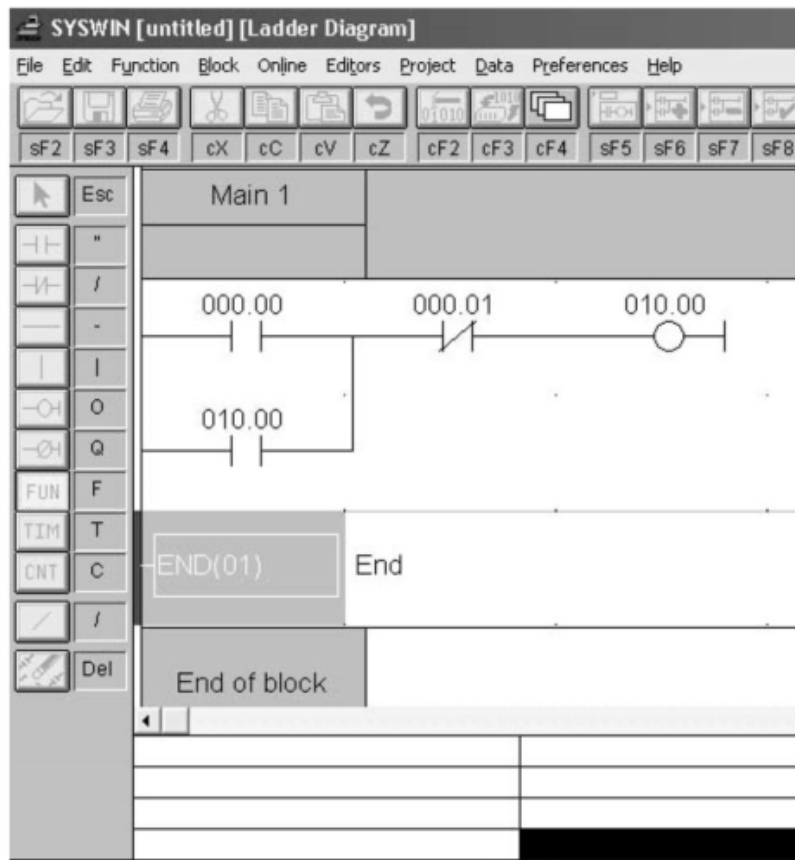 SYSWIN [untitled] [Ladder Diagram]
File Edit Function Block Online Editors Project Data Preferences Help
sF2 sF3 sF4 cX cC cV cZ cF2 cF3 cF4 sF5 sF6 sF7 sF8
Esc
"
/
-
|
O
Q
FUN F
TIM T
CNT C
/
Del
Main 1
000.00 000.01 010.00
010.00
END(01) End
End of block